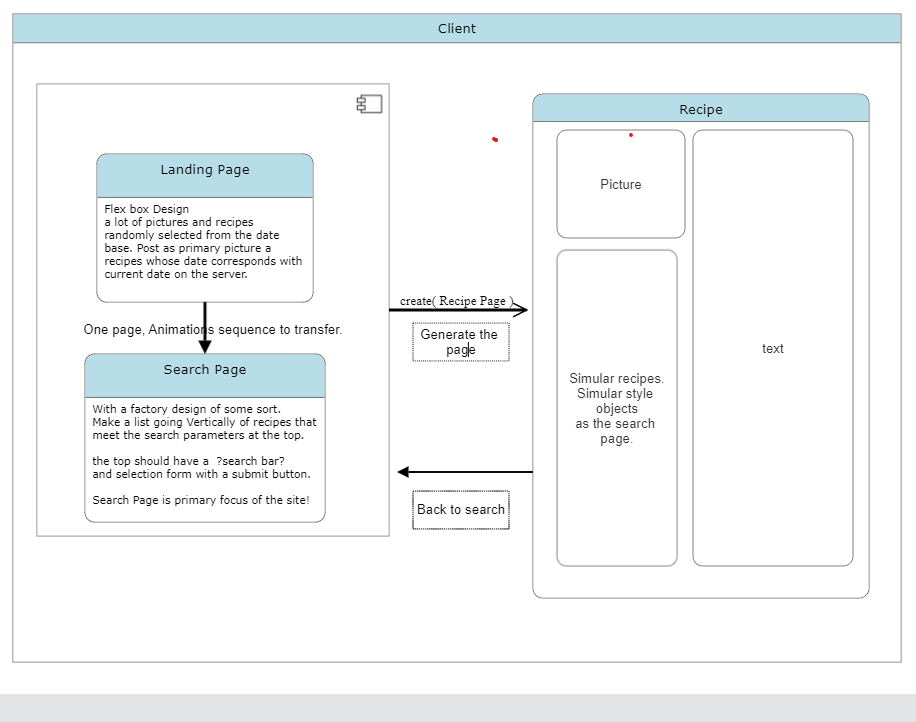 Client
Landing Page
Flex box Design
a lot of pictures and recipes
randomly selected from the date
base. Post as primary picture a
recipes whose date corresponds with
current date on the server.
One page, Animations sequence to transfer.
Search Page
With a factory design of some sort.
Make a list going Vertically of recipes that
meet the search parameters at the top.
the top should have a  ?search bar?
and selection form with a submit button.
Search Page is primary focus of the site!
create( Recipe Page )
Generate the
page
Back to search
Recipe
Picture
Simular recipes.
Simular style
objects
as the search
page.
text